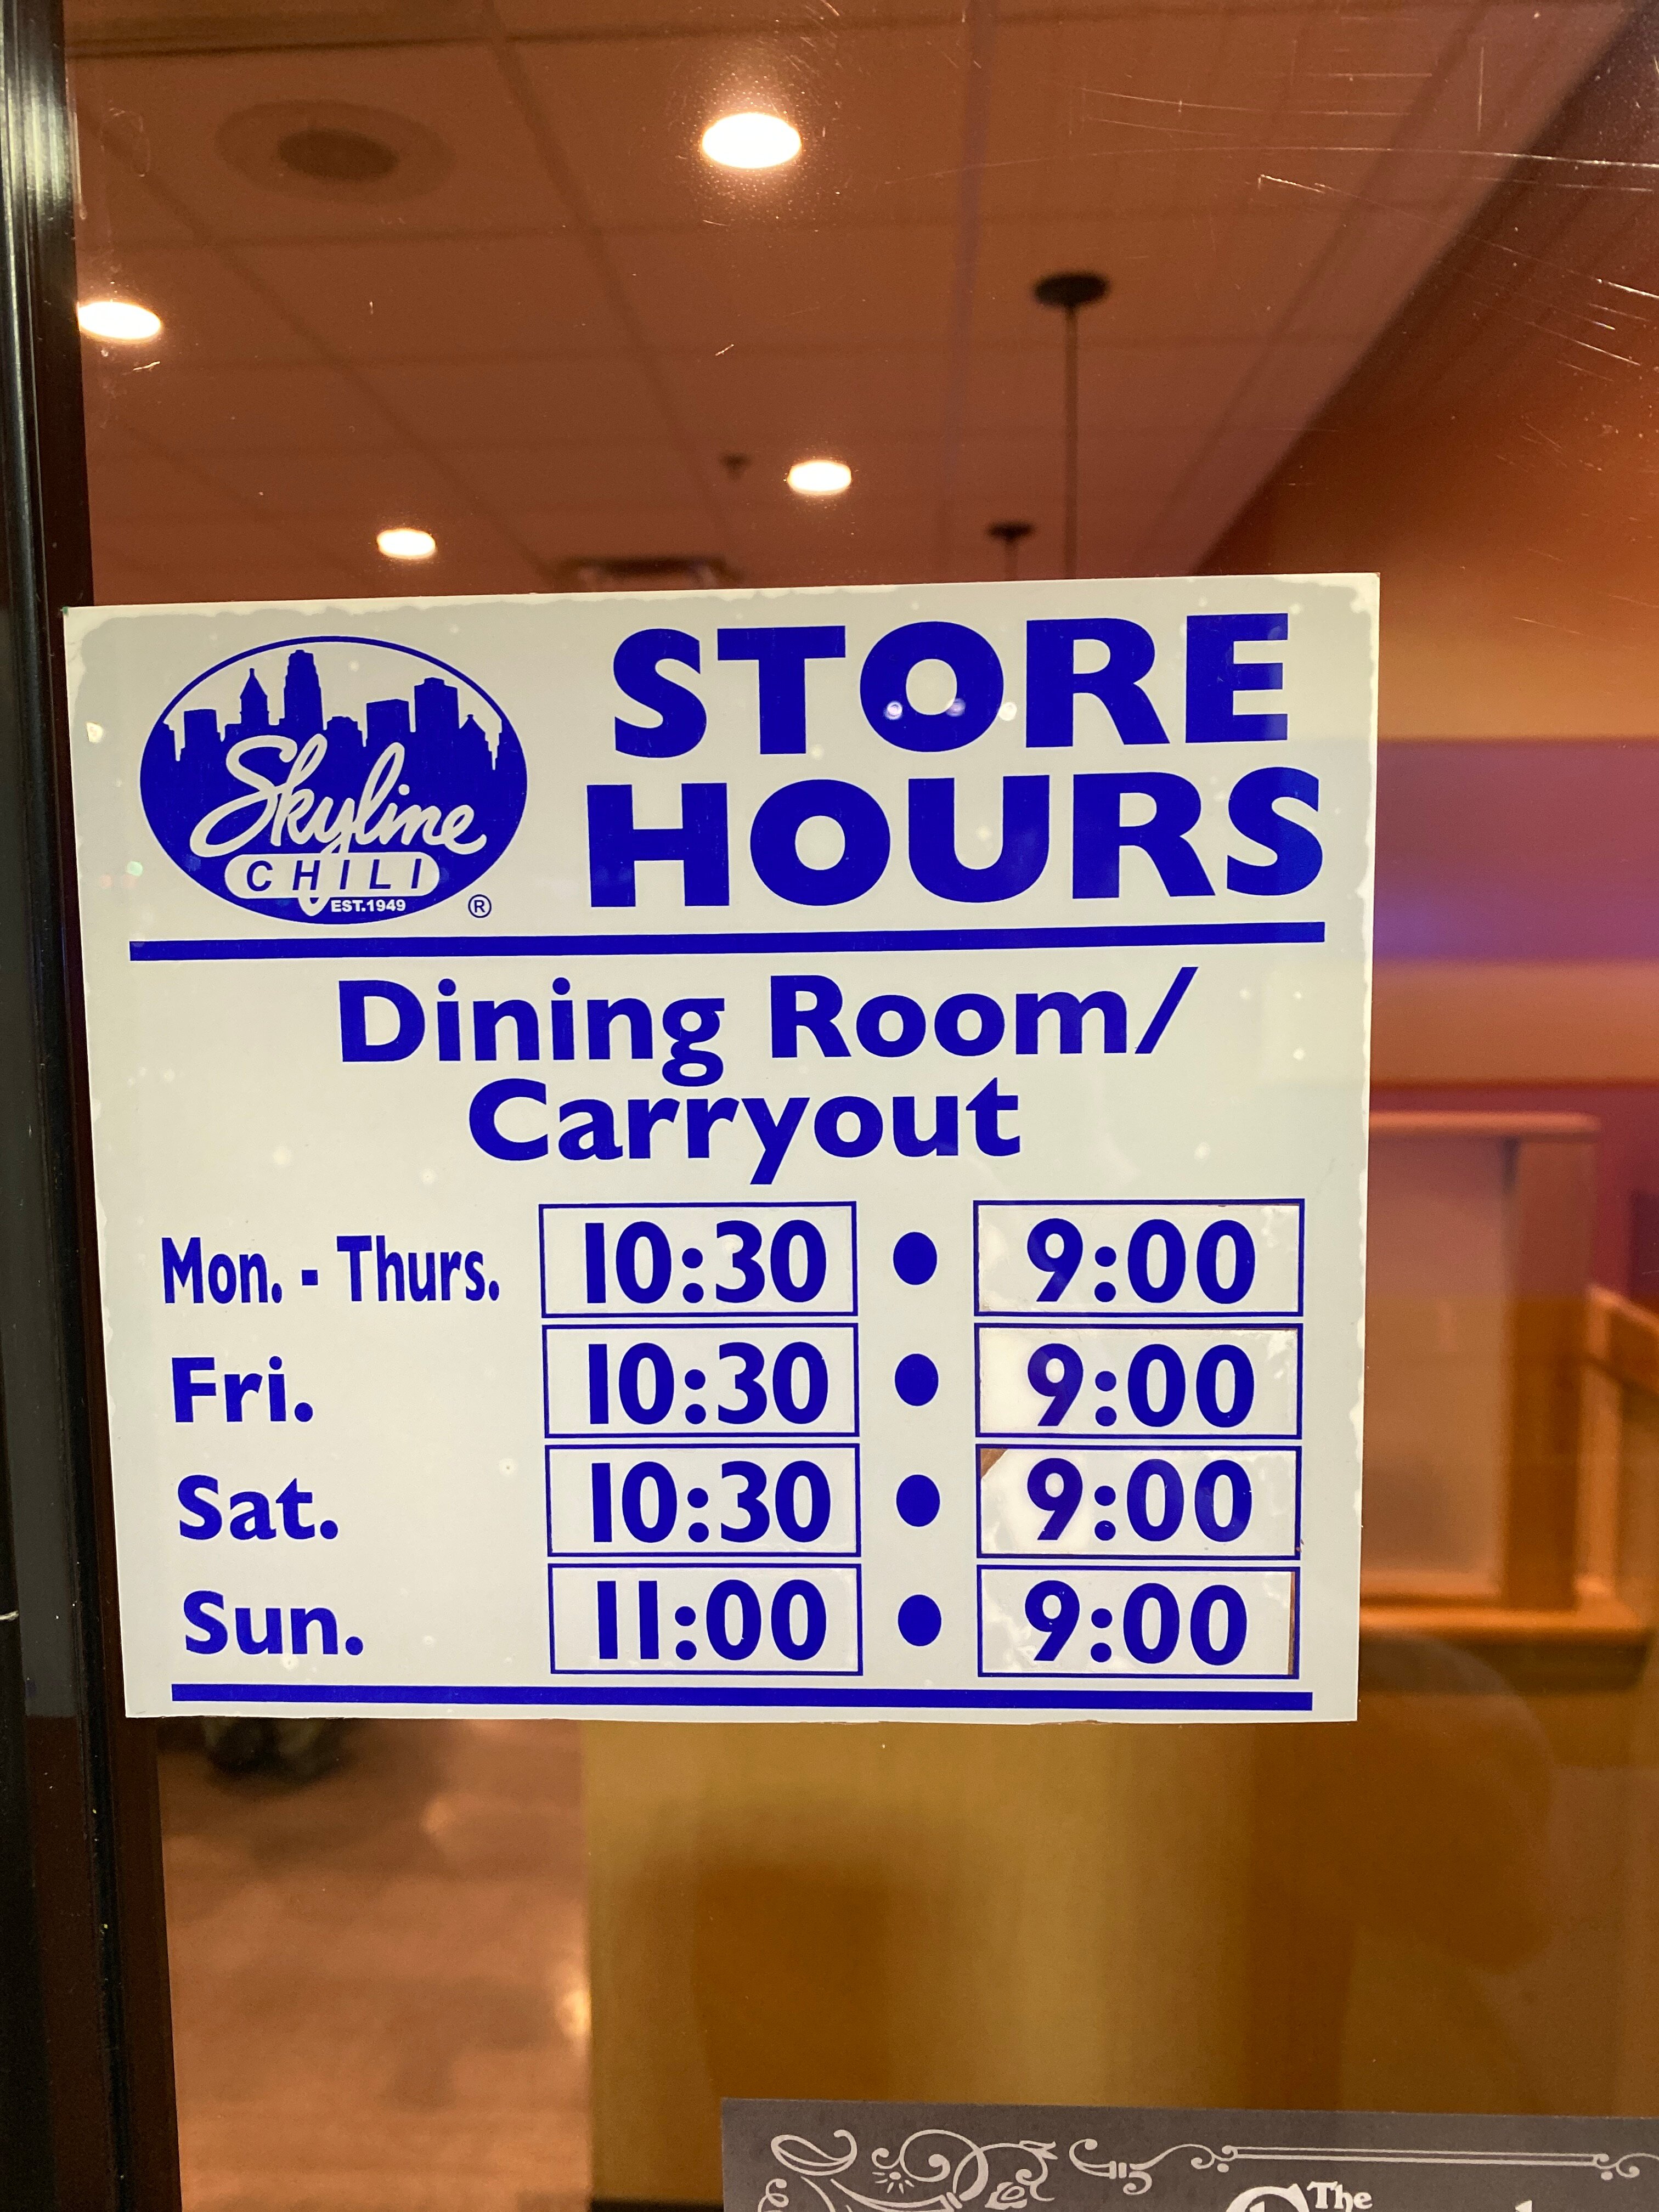 Skyline
CHILI
EST.1949
®
STORE
HOURS
Dining Room/
Carryout
Mon. - Thurs. 10:30 • 9:00
Fri. 10:30 • 9:00
Sat. 10:30 • 9:00
Sun. 11:00 • 9:00
The